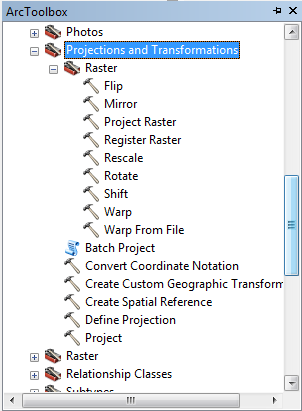 ArcToolbox
Photos
Projections and Transformations
Raster
Flip
Mirror
Project Raster
Register Raster
Rescale
Rotate
Shift
Warp
Warp From File
Batch Project
Convert Coordinate Notation
Create Custom Geographic Transform
Create Spatial Reference
Define Projection
Project
Raster
Relationship Classes
Subtypes